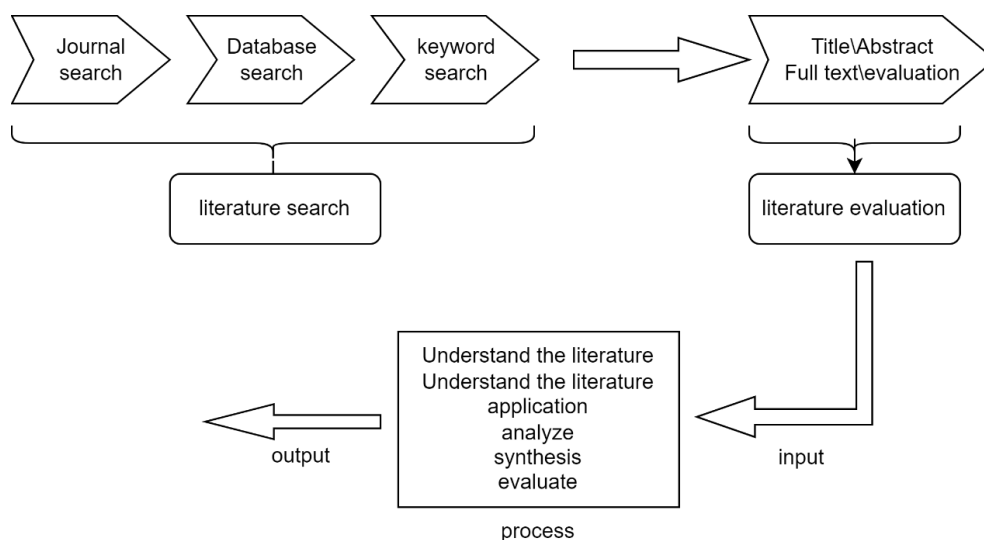 Journal
search
Database
search
keyword
search
Title\Abstract
Full text\evaluation
literature search
literature evaluation
Understand the literature
Understand the literature
application
analyze
synthesis
evaluate
output
input
process